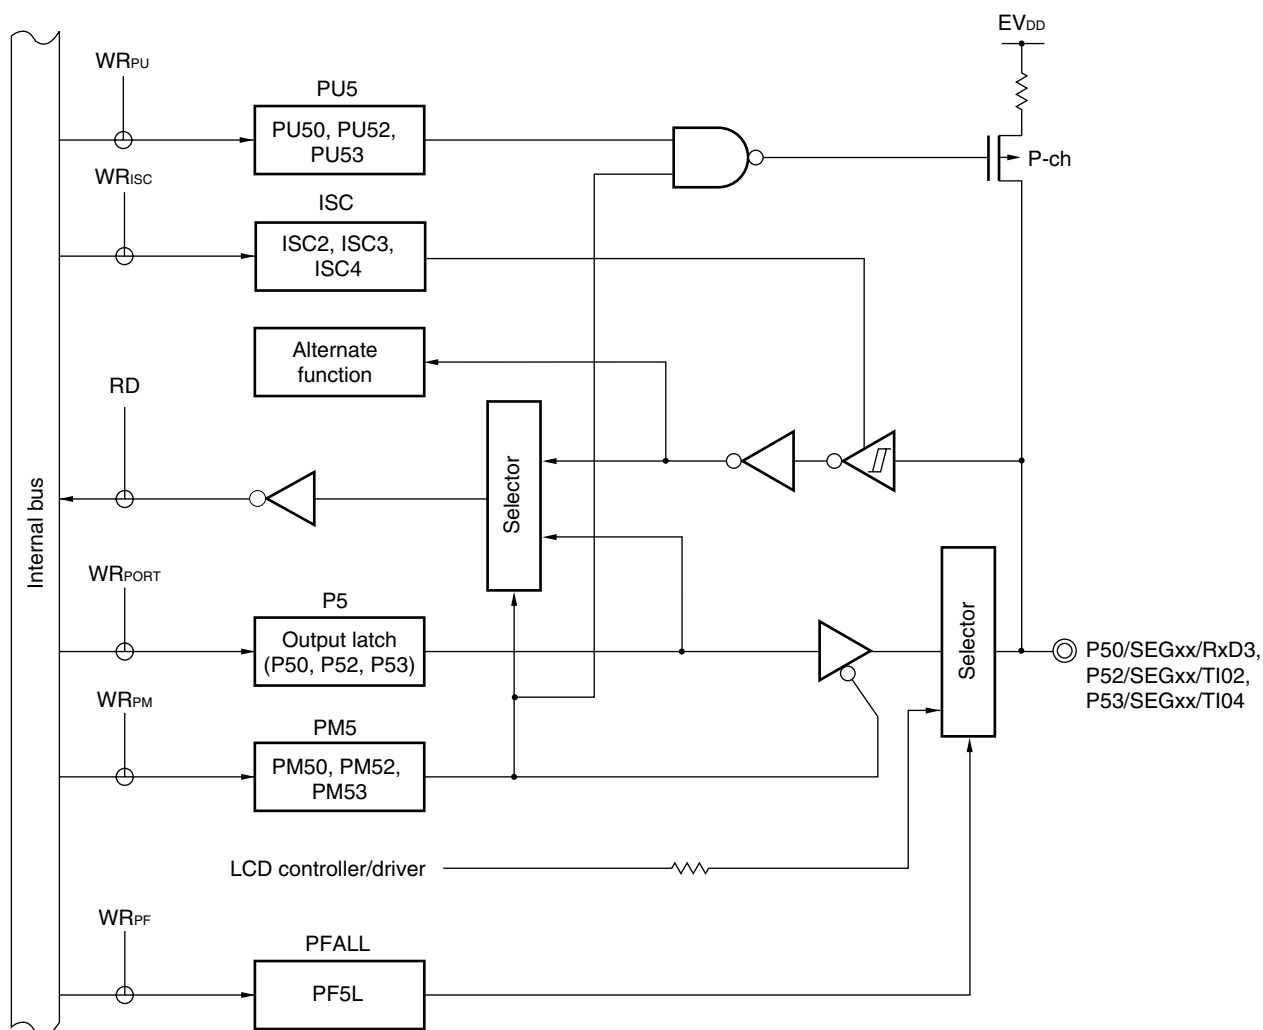 EVDD
WRPU
PU5
PU50, PU52,
PU53
P-ch
WRISC
ISC
ISC2, ISC3,
ISC4
Alternate
function
RD
Selector
Internal bus
WRPORT
P5
Output latch
(P50, P52, P53)
Selector
P50/SEGxx/RxD3,
P52/SEGxx/TI02,
P53/SEGxx/TI04
WRPM
PM5
PM50, PM52,
PM53
LCD controller/driver
WRPF
PFALL
PF5L